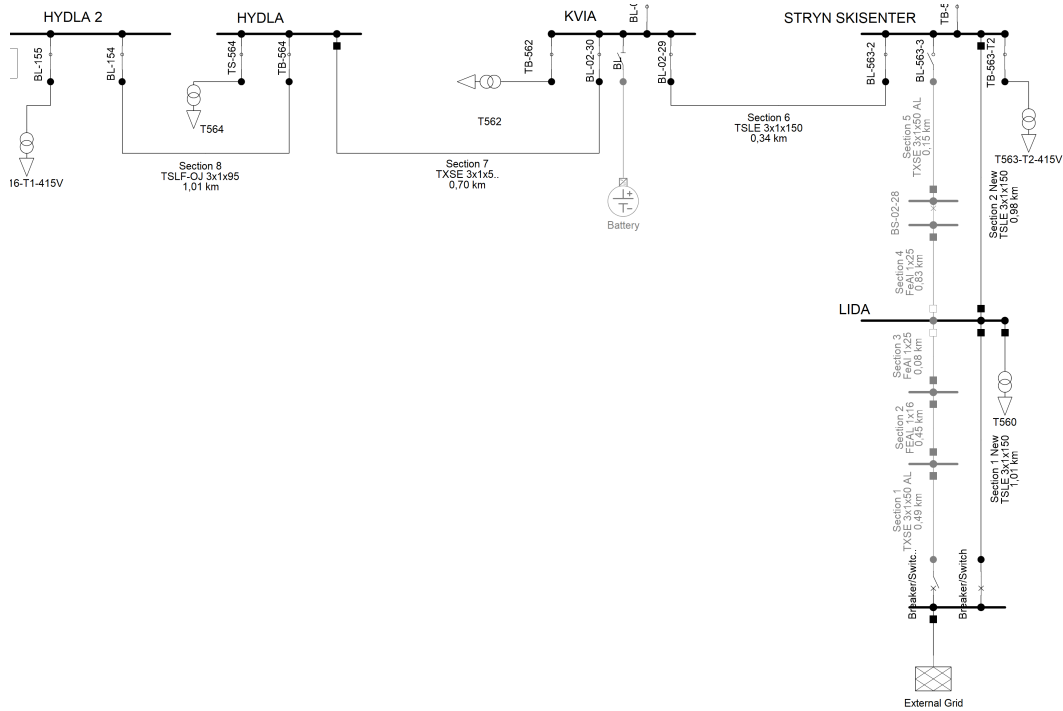 HYDLA 2
HYDLA
KVIA
STRYN SKISENTER
BL-155
BL-154
TS-564
TB-564
TB-562
BL-02-30
BL
BL-02-29
BL-563-2
BL-563-3
TB-563-T2
T564
T562
16-T1-415V
Section 8
TSLF-OJ 3x1x95
1,01 km
Section 7
TXSE 3x1x5..
0,70 km
Section 6
TSLE 3x1x150
0,34 km
Battery
Section 5
TXSE 3x1x50 AL
0,15 km
T563-T2-415V
BS-02-28
Section 2 New
TSLE 3x1x150
0,98 km
Section 4
FeAl 1x25
0,83 km
LIDA
Section 3
FeAl 1x25
0,08 km
T560
Section 2
FEAL 1x16
0,45 km
Section 1 New
TSLE 3x1x150
1,01 km
Section 1
TXSE 3x1x50 AL
0,49 km
Breaker/Switc..
Breaker/Switch
External Grid